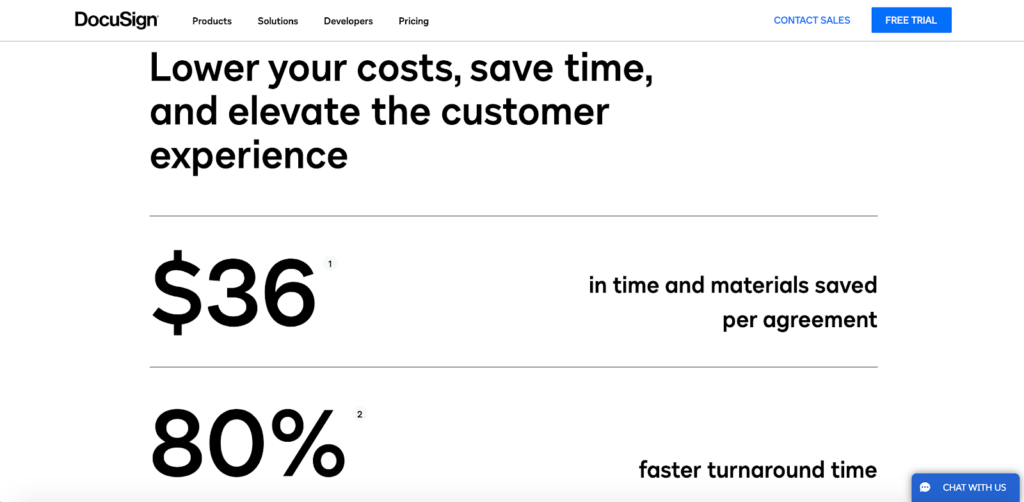 DocuSign
Products Solutions Developers Pricing CONTACT SALES FREE TRIAL
Lower your costs, save time,
and elevate the customer
experience
$36 1
in time and materials saved
per agreement
80% 2
faster turnaround time
CHAT WITH US